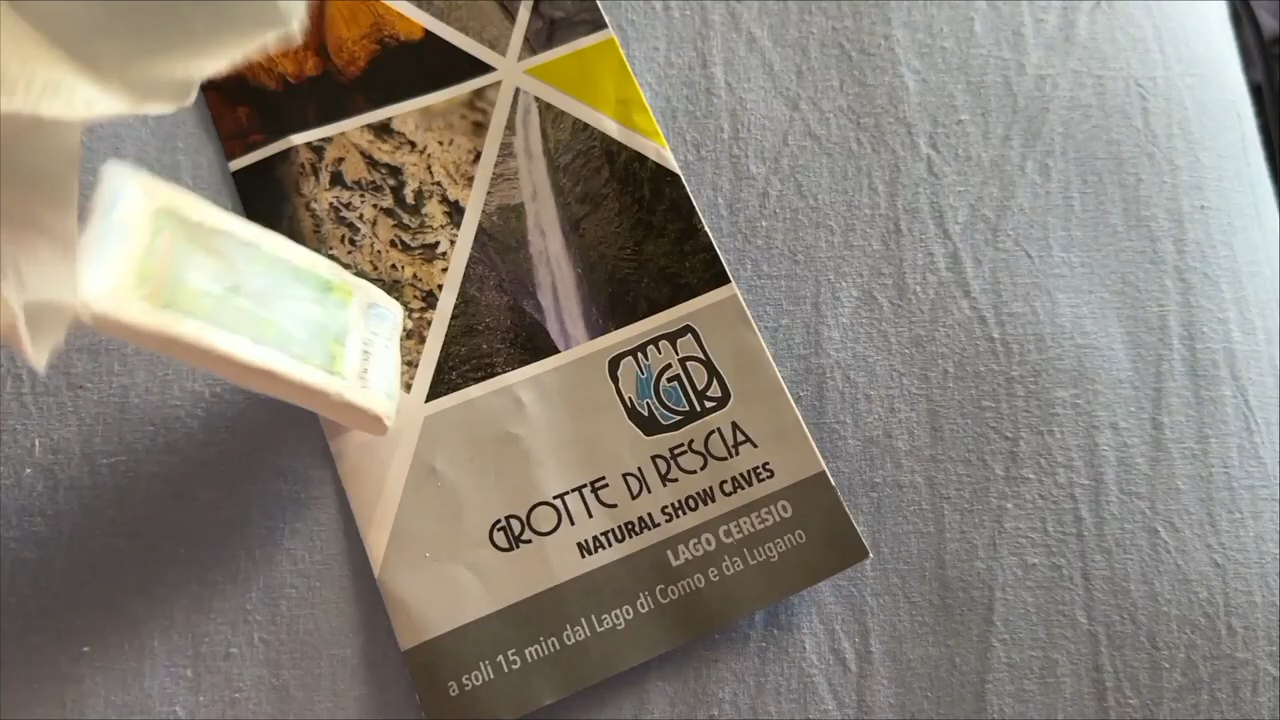 GR
GROTTE DI RESCIA
NATURAL SHOW CAVES
LAGO CERESIO
a soli 15 min dal Lago di Como e da Lugano